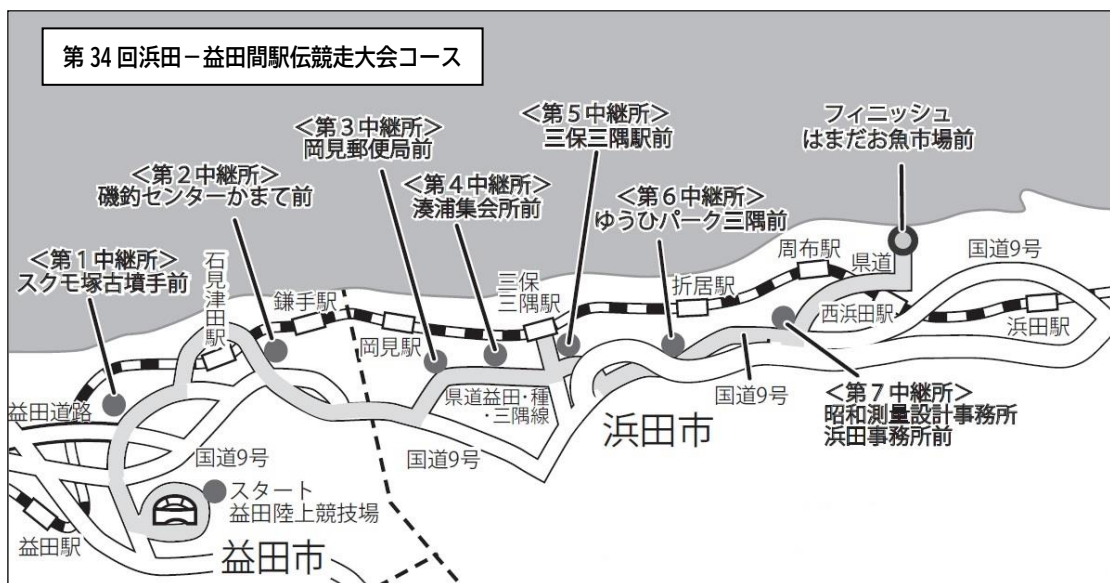 第34回浜田－益田間駅伝競走大会コース
＜第1中継所＞
スクモ塚古墳手前
＜第2中継所＞
磯釣センターかまて前
＜第3中継所＞
岡見郵便局前
＜第4中継所＞
湊浦集会所前
＜第5中継所＞
三保三隅駅前
＜第6中継所＞
ゆうひパーク三隅前
フィニッシュ
はまだお魚市場前
石見津田駅
鎌手駅
岡見駅
三保
三隅駅
折居駅
周布駅
県道
国道9号
西浜田駅
浜田駅
益田道路
県道益田・種
・三隅線
国道9号
＜第7中継所＞
昭和測量設計事務所
浜田事務所前
浜田市
国道9号
国道9号
スタート
益田陸上競技場
益田駅
益田市